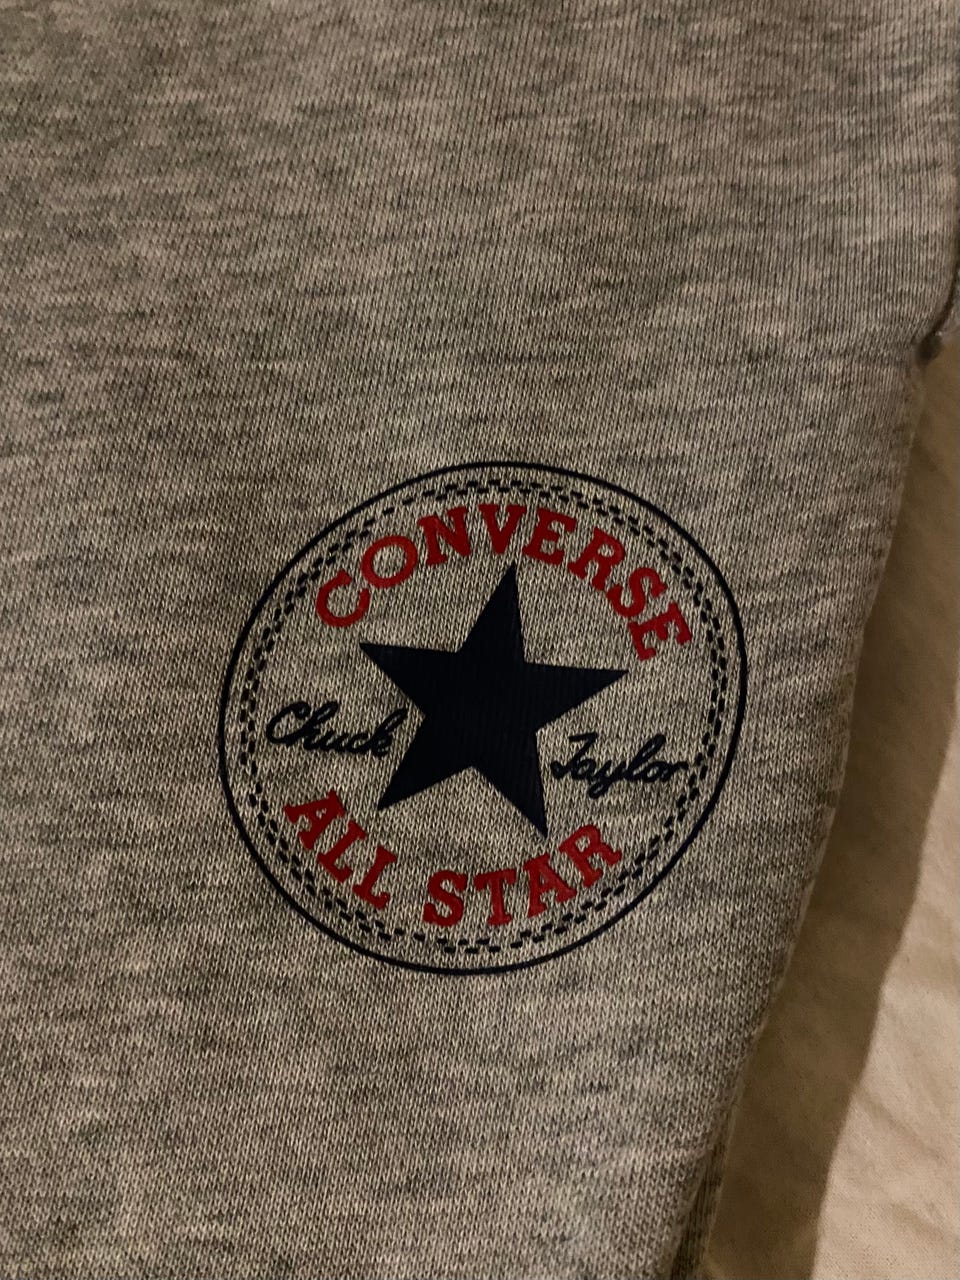 CONVERSE
Chuck Taylor
ALL STAR